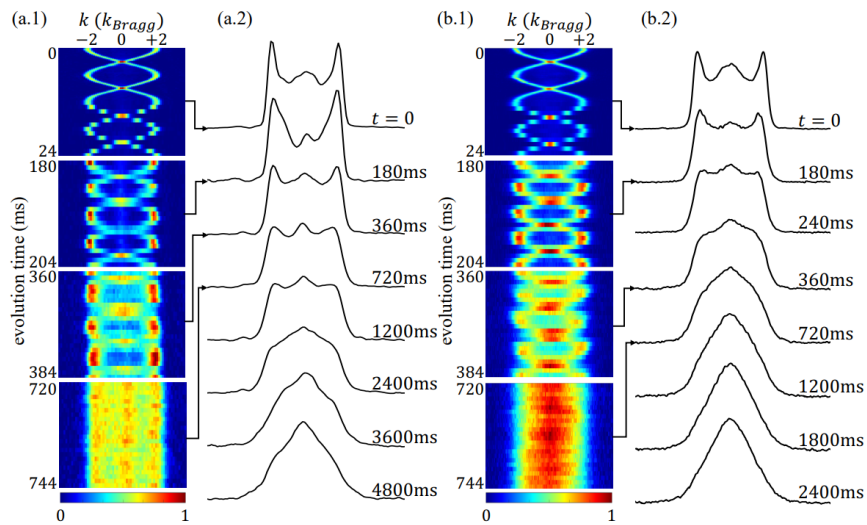 (a.1)
k (k_Bragg)
−2 0 +2
0
24
180
204
360
384
720
744
evolution time (ms)
0 1
(a.2)
t = 0
180ms
360ms
720ms
1200ms
2400ms
3600ms
4800ms
(b.1)
k (k_Bragg)
−2 0 +2
0
24
180
204
360
384
720
744
evolution time (ms)
0 1
(b.2)
t = 0
180ms
240ms
360ms
720ms
1200ms
1800ms
2400ms